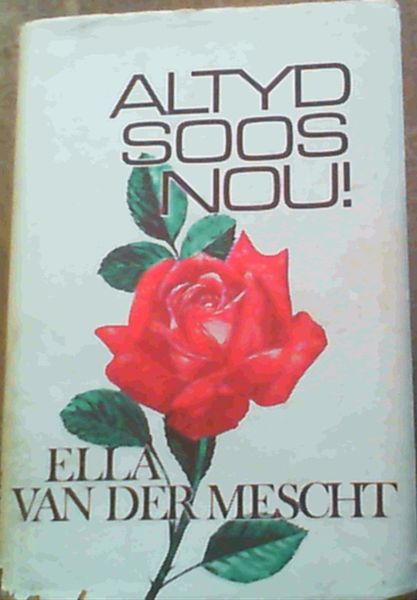 ALTYD
SOOS
NOU!
ELLA
VAN DER MESCHT